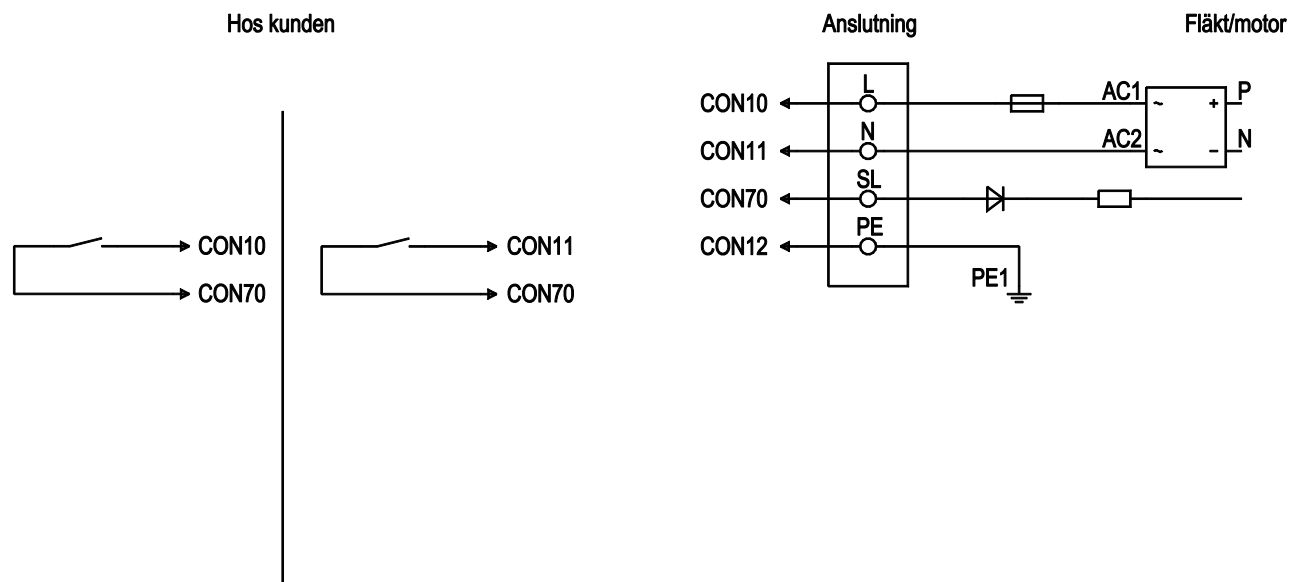 Hos kunden
Anslutning
Fläkt/motor
CON10
CON70
CON11
CON70
CON10
L
AC1
~
+
P
CON11
N
AC2
~
−
N
CON70
SL
CON12
PE
PE1